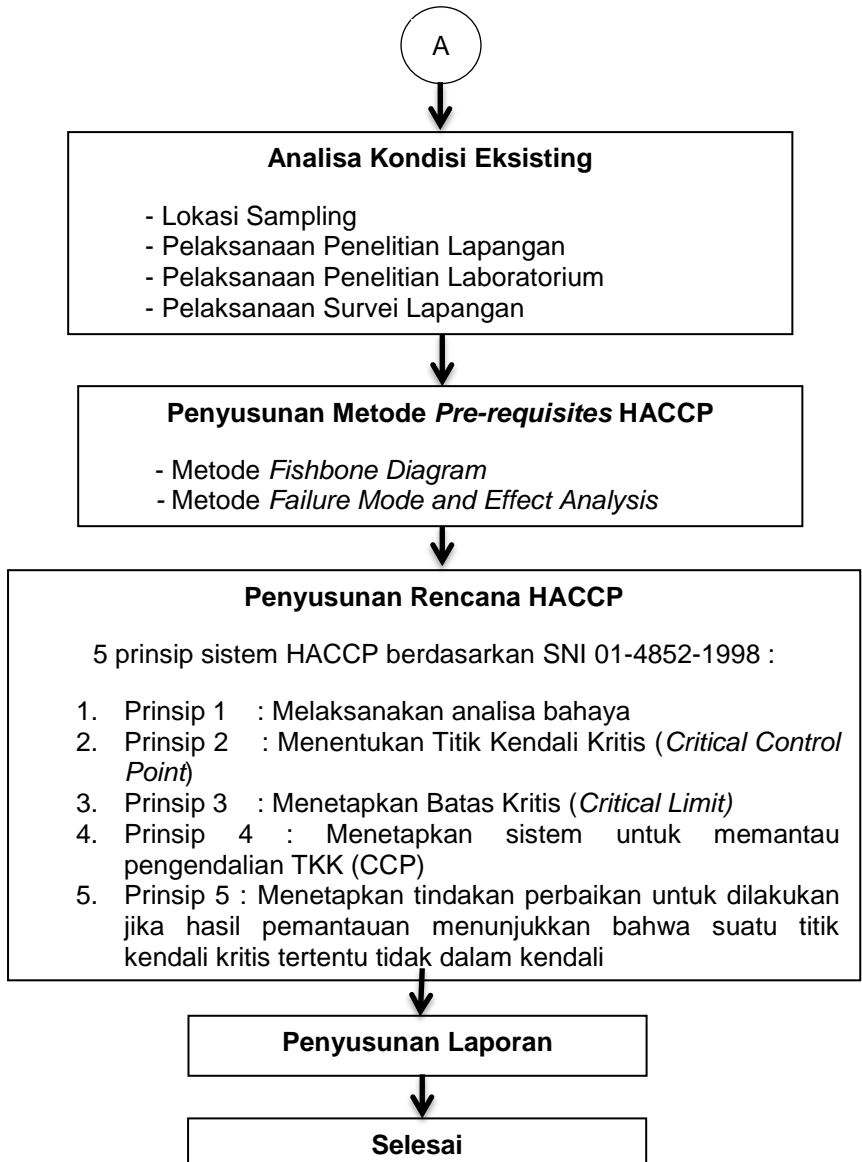 A
Analisa Kondisi Eksisting
- Lokasi Sampling
- Pelaksanaan Penelitian Lapangan
- Pelaksanaan Penelitian Laboratorium
- Pelaksanaan Survei Lapangan
Penyusunan Metode Pre-requisites HACCP
- Metode Fishbone Diagram
- Metode Failure Mode and Effect Analysis
Penyusunan Rencana HACCP
5 prinsip sistem HACCP berdasarkan SNI 01-4852-1998 :
1. Prinsip 1 : Melaksanakan analisa bahaya
2. Prinsip 2 : Menentukan Titik Kendali Kritis (Critical Control
Point)
3. Prinsip 3 : Menetapkan Batas Kritis (Critical Limit)
4. Prinsip 4 : Menetapkan sistem untuk memantau
pengendalian TKK (CCP)
5. Prinsip 5 : Menetapkan tindakan perbaikan untuk dilakukan
jika hasil pemantauan menunjukkan bahwa suatu titik
kendali kritis tertentu tidak dalam kendali
Penyusunan Laporan
Selesai